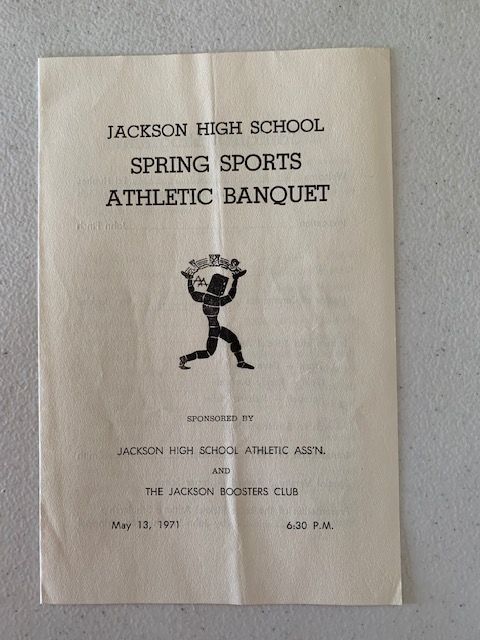 JACKSON HIGH SCHOOL
SPRING SPORTS
ATHLETIC BANQUET
AA
SPONSORED BY
JACKSON HIGH SCHOOL ATHLETIC ASS'N.
AND
THE JACKSON BOOSTERS CLUB
May 13, 1971 6:30 P.M.